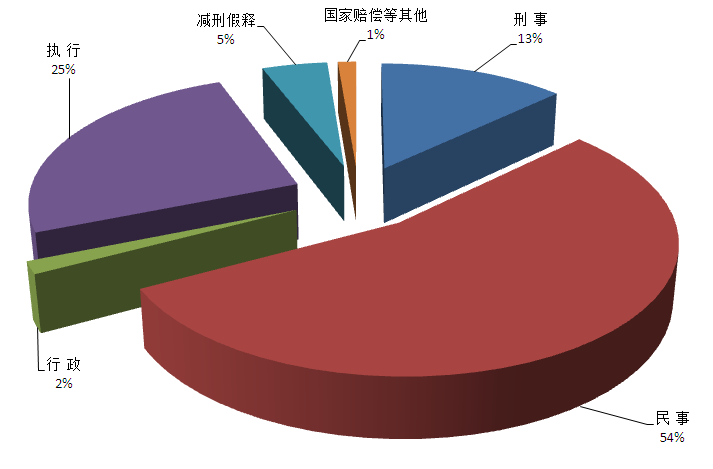 国家赔偿等其他
1%
刑 事
13%
减刑假释
5%
执 行
25%
行 政
2%
民 事
54%